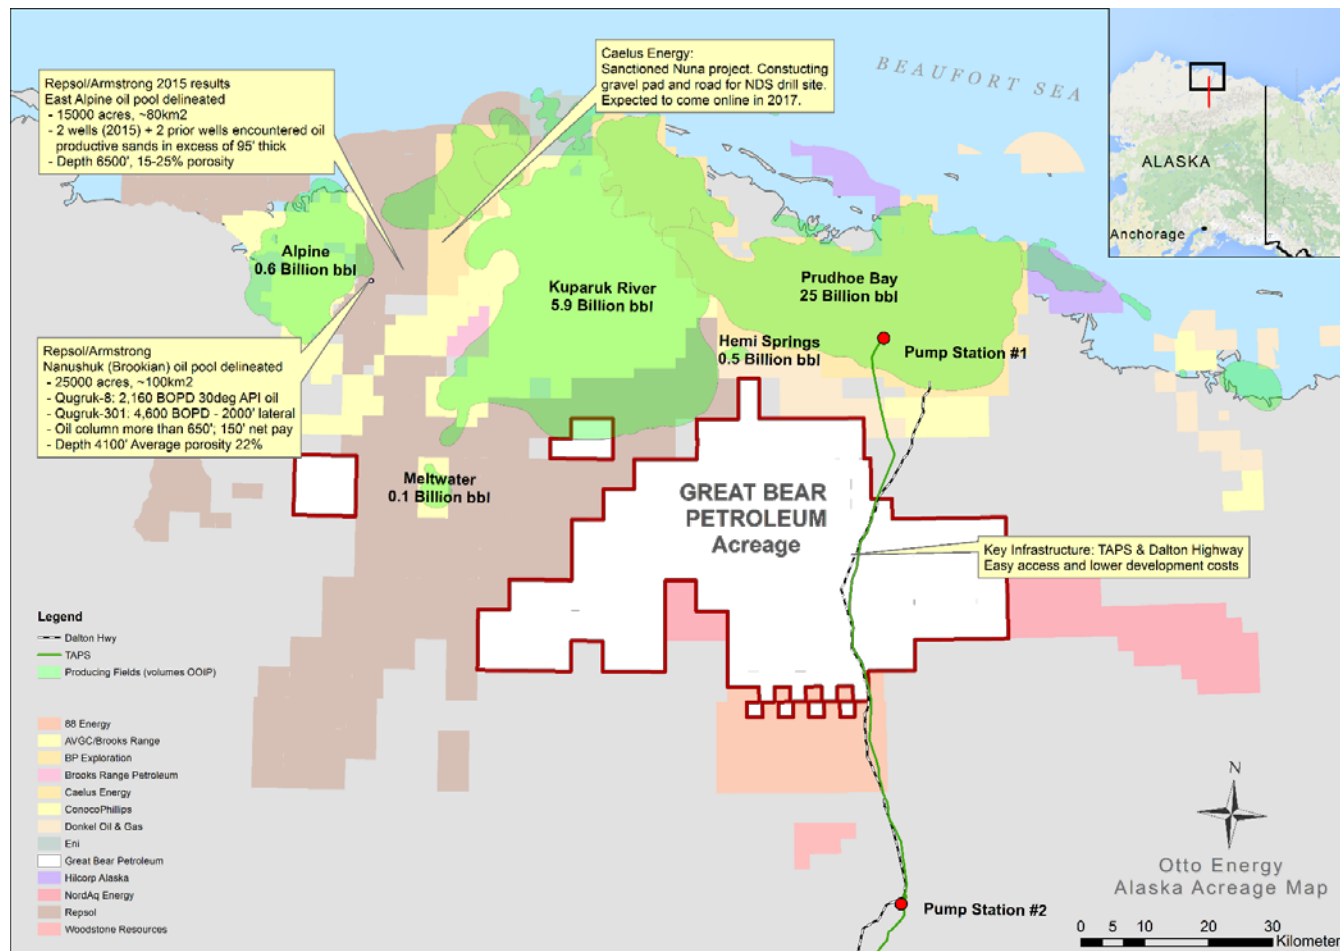 Repsol/Armstrong 2015 results
East Alpine oil pool delineated
- 15000 acres, ~80km2
- 2 wells (2015) + 2 prior wells encountered oil
productive sands in excess of 95' thick
- Depth 6500', 15-25% porosity
Caelus Energy:
Sanctioned Nuna project. Constucting
gravel pad and road for NDS drill site.
Expected to come online in 2017.
BEAUFORT SEA
ALASKA
Anchorage
Alpine
0.6 Billion bbl
Kuparuk River
5.9 Billion bbl
Prudhoe Bay
25 Billion bbl
Hemi Springs
0.5 Billion bbl
Pump Station #1
Repsol/Armstrong
Nanushuk (Brookian) oil pool delineated
- 25000 acres, ~100km2
- Qugruk-8: 2,160 BOPD 30deg API oil
- Qugruk-301: 4,600 BOPD - 2000' lateral
- Oil column more than 650'; 150' net pay
- Depth 4100' Average porosity 22%
Meltwater
0.1 Billion bbl
GREAT BEAR
PETROLEUM
Acreage
Key Infrastructure: TAPS & Dalton Highway
Easy access and lower development costs
Legend
Dalton Hwy
TAPS
Producing Fields (volumes OOIP)
88 Energy
AVGC/Brooks Range
BP Exploration
Brooks Range Petroleum
Caelus Energy
ConocoPhillips
Donkel Oil & Gas
Eni
Great Bear Petroleum
Hilcorp Alaska
NordAq Energy
Repsol
Woodstone Resources
Pump Station #2
N
Otto Energy
Alaska Acreage Map
0 5 10 20 30
Kilometer